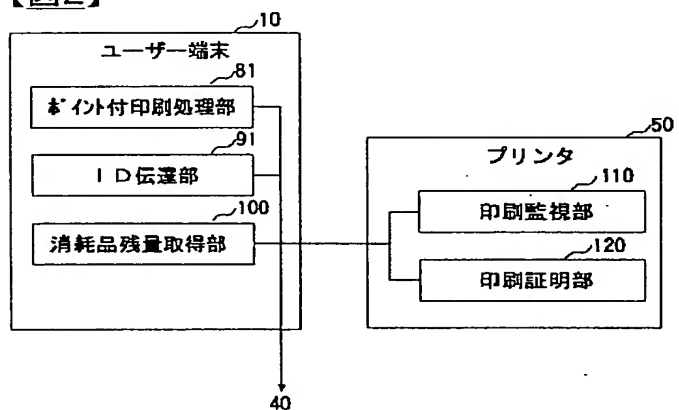 【図2】
10
ユーザー端末
81
ポイント付印刷処理部
91
ID伝達部
100
消耗品残量取得部
50
プリンタ
110
印刷監視部
120
印刷証明部
40